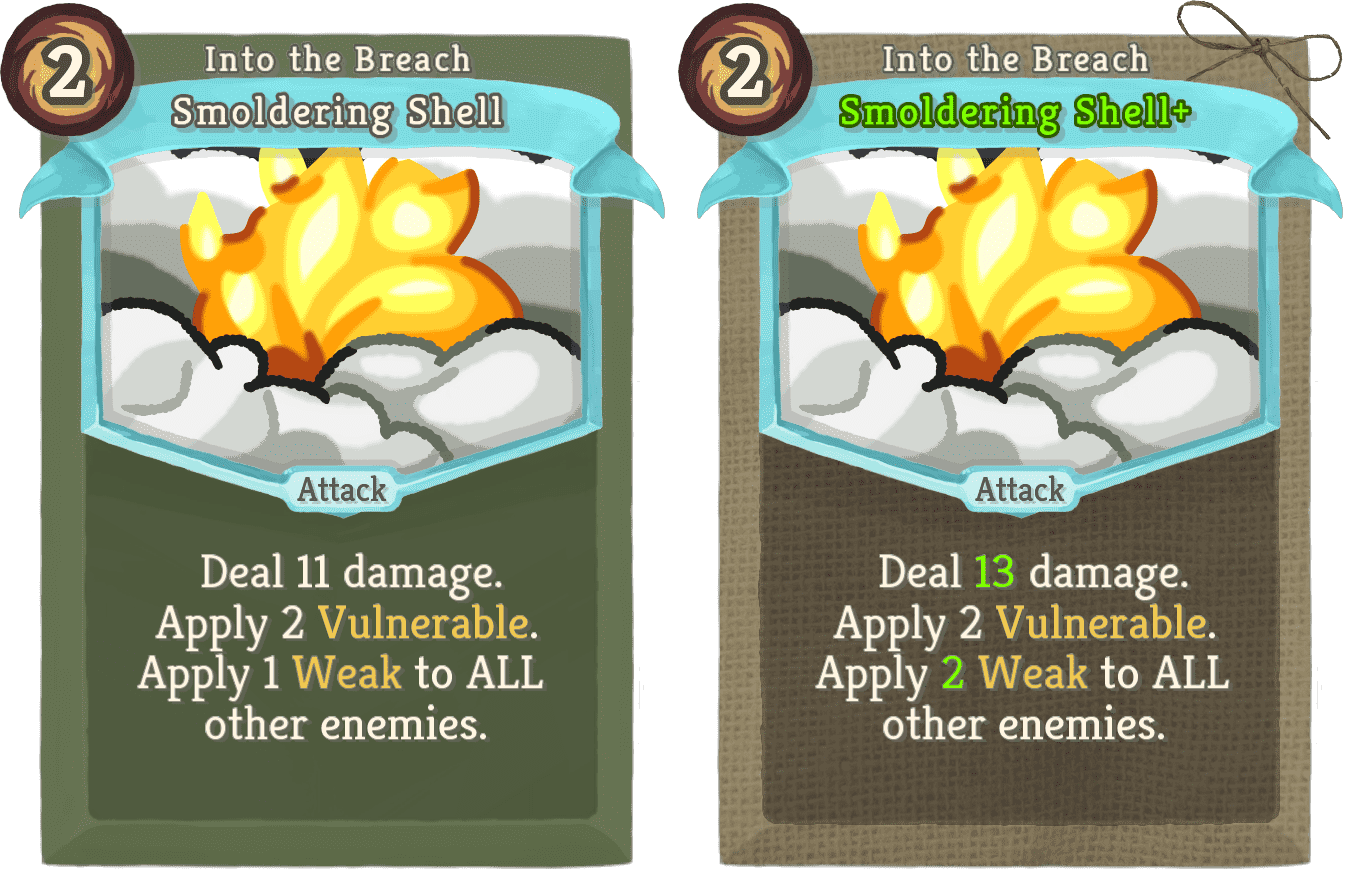 2
Into the Breach
Smoldering Shell
Attack
Deal 11 damage.
Apply 2 Vulnerable.
Apply 1 Weak to ALL
other enemies.
2
Into the Breach
Smoldering Shell+
Attack
Deal 13 damage.
Apply 2 Vulnerable.
Apply 2 Weak to ALL
other enemies.